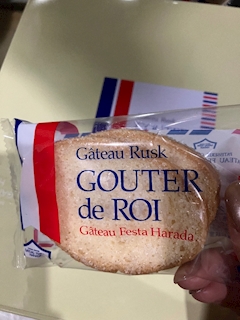 Gâteau Rusk
GOUTER
de ROI
Gâteau Festa Harada